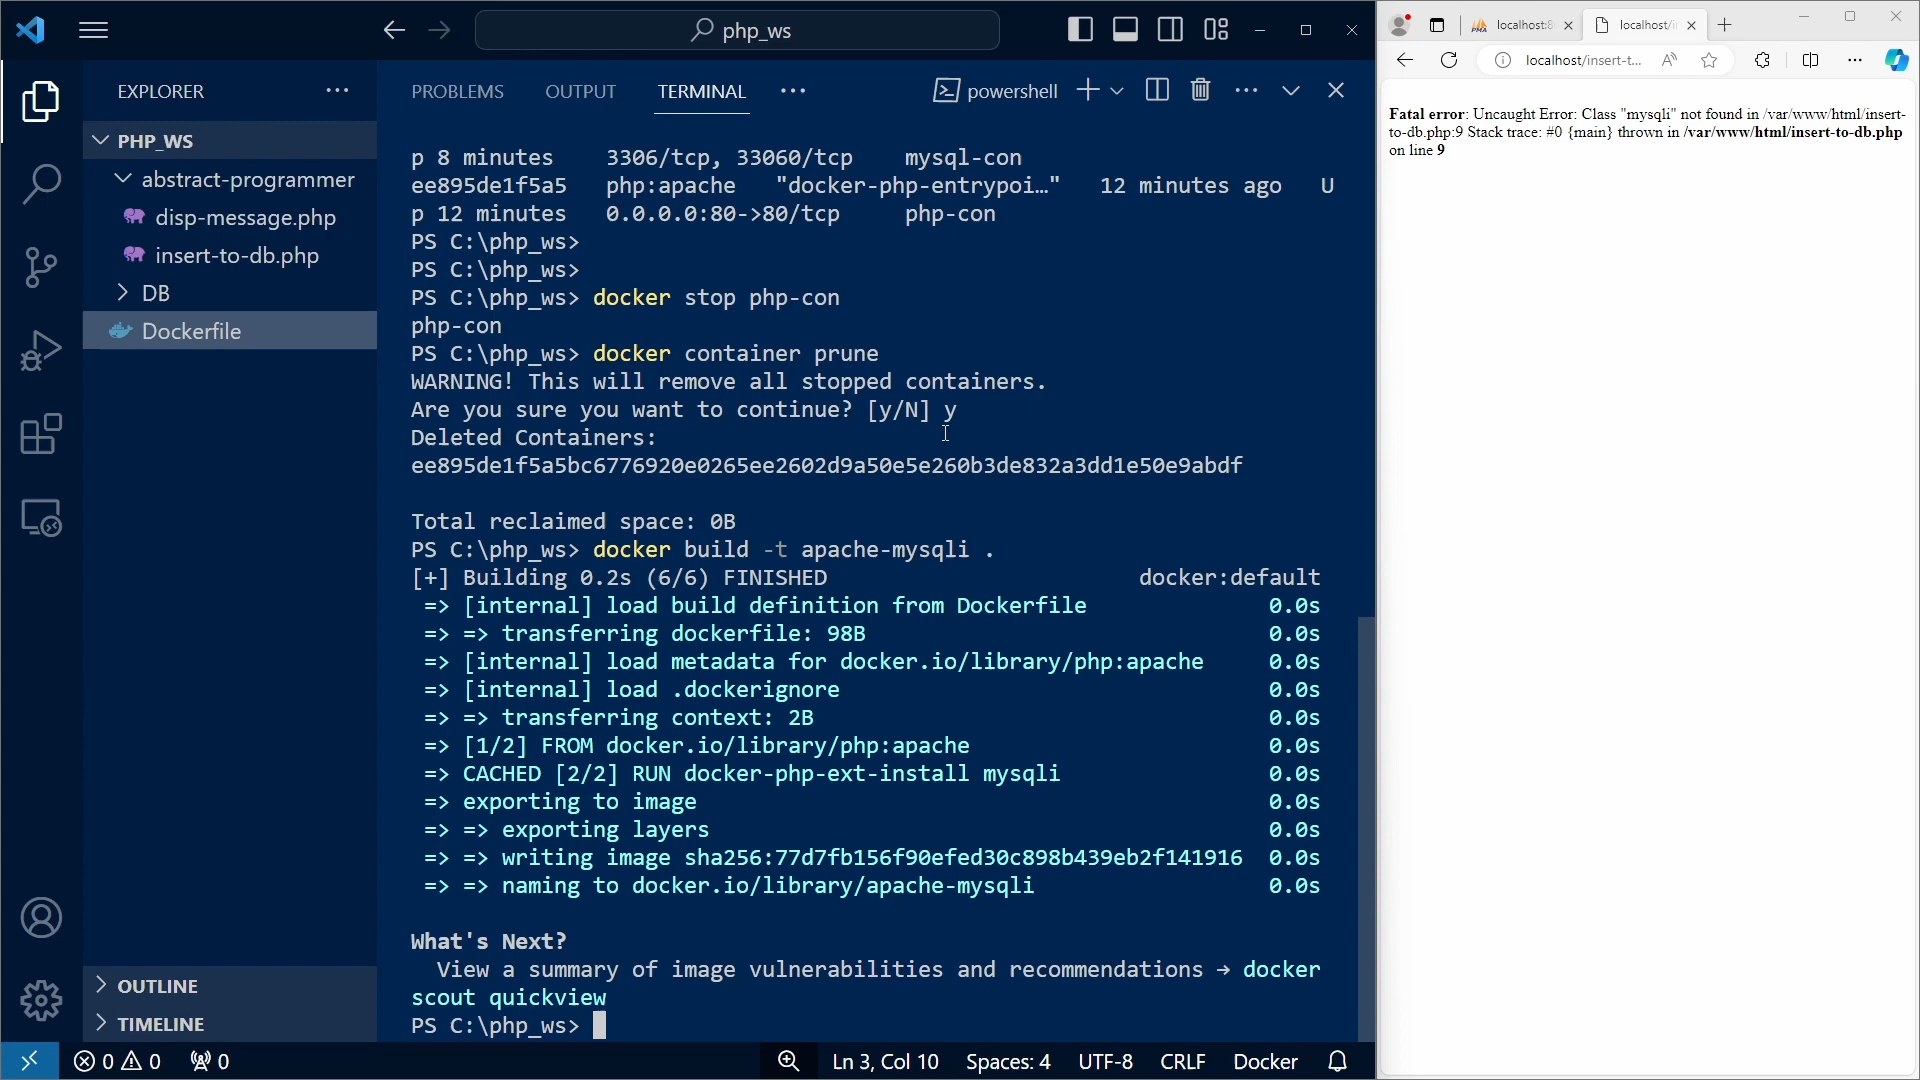 php_ws
EXPLORER
PHP_WS
abstract-programmer
disp-message.php
insert-to-db.php
DB
Dockerfile
OUTLINE
TIMELINE
PROBLEMS OUTPUT TERMINAL
powershell
p 8 minutes 3306/tcp, 33060/tcp mysql-con
ee895de1f5a5 php:apache "docker-php-entrypoi…" 12 minutes ago U
p 12 minutes 0.0.0.0:80->80/tcp php-con
PS C:\php_ws>
PS C:\php_ws>
PS C:\php_ws> docker stop php-con
php-con
PS C:\php_ws> docker container prune
WARNING! This will remove all stopped containers.
Are you sure you want to continue? [y/N] y
Deleted Containers:
ee895de1f5a5bc6776920e0265ee2602d9a50e5e260b3de832a3dd1e50e9abdf
Total reclaimed space: 0B
PS C:\php_ws> docker build -t apache-mysqli .
[+] Building 0.2s (6/6) FINISHED docker:default
=> [internal] load build definition from Dockerfile 0.0s
=> => transferring dockerfile: 98B 0.0s
=> [internal] load metadata for docker.io/library/php:apache 0.0s
=> [internal] load .dockerignore 0.0s
=> => transferring context: 2B 0.0s
=> [1/2] FROM docker.io/library/php:apache 0.0s
=> CACHED [2/2] RUN docker-php-ext-install mysqli 0.0s
=> exporting to image 0.0s
=> => exporting layers 0.0s
=> => writing image sha256:77d7fb156f90efed30c898b439eb2f141916 0.0s
=> => naming to docker.io/library/apache-mysqli 0.0s
What's Next?
View a summary of image vulnerabilities and recommendations → docker
scout quickview
PS C:\php_ws>
0 0 0
Ln 3, Col 10 Spaces: 4 UTF-8 CRLF Docker
PMA localhost:8 localhost/i
localhost/insert-t...
Fatal error: Uncaught Error: Class "mysqli" not found in /var/www/html/insert-
to-db.php:9 Stack trace: #0 {main} thrown in /var/www/html/insert-to-db.php
on line 9